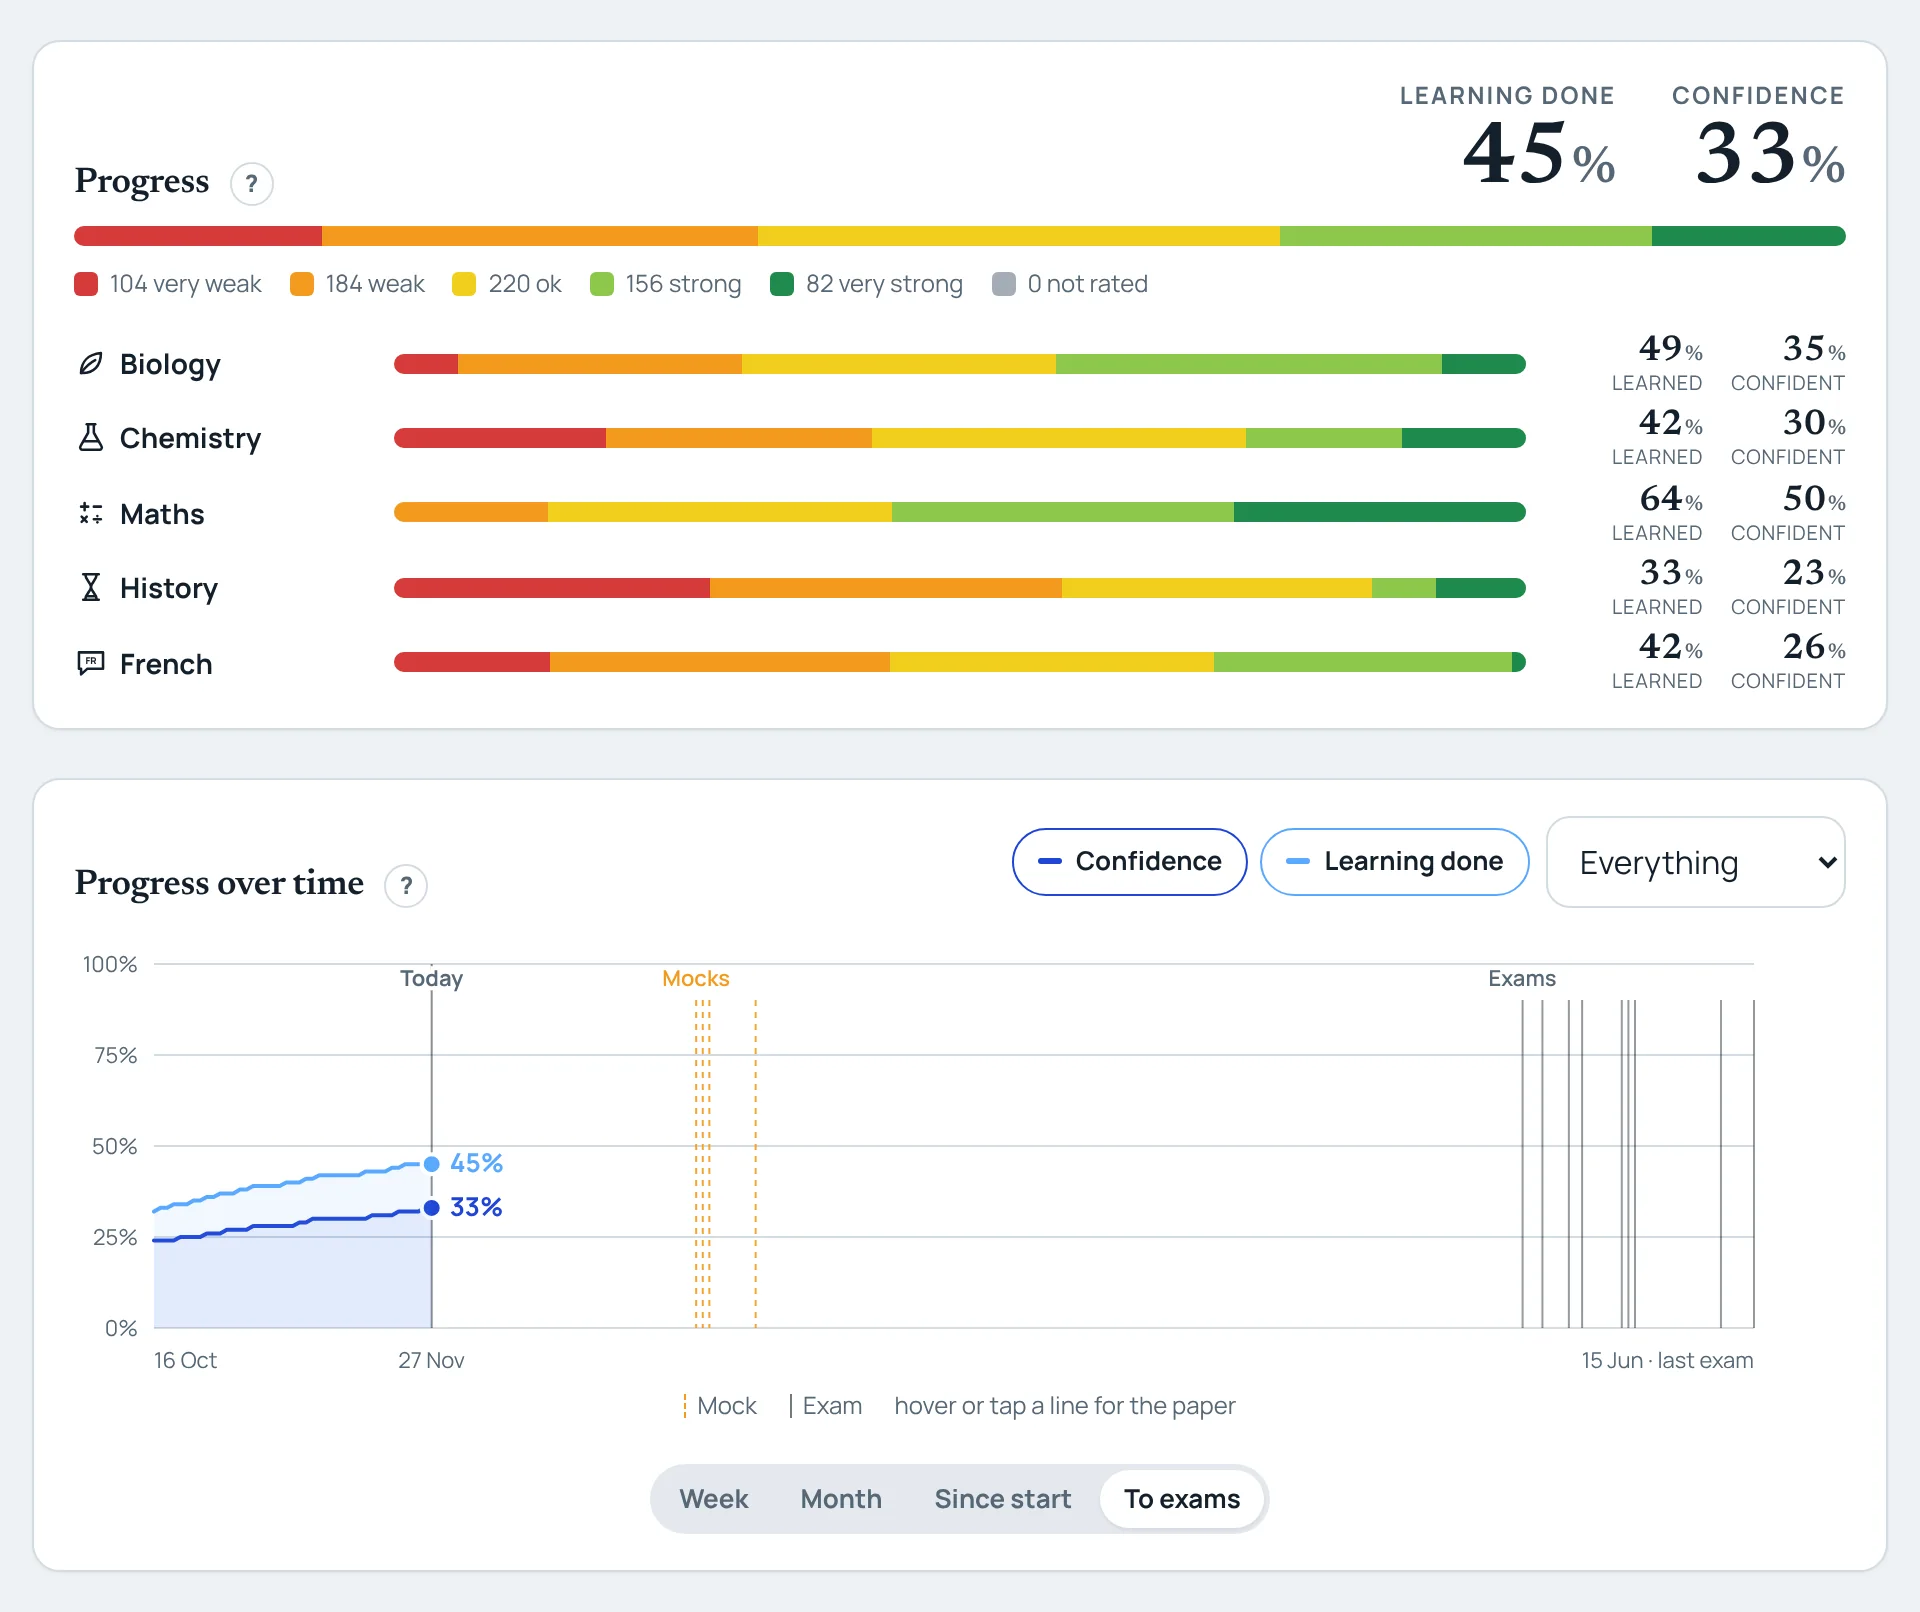 LEARNING DONE CONFIDENCE
Progress ? 45% 33%
104 very weak 184 weak 220 ok 156 strong 82 very strong 0 not rated
Biology 49% 35%
LEARNED CONFIDENT
Chemistry 42% 30%
LEARNED CONFIDENT
Maths 64% 50%
LEARNED CONFIDENT
History 33% 23%
LEARNED CONFIDENT
FR French 42% 26%
LEARNED CONFIDENT
Progress over time ? Confidence Learning done Everything
100%
Today Mocks Exams
75%
50%
45%
33%
25%
0%
16 Oct 27 Nov 15 Jun · last exam
Mock Exam hover or tap a line for the paper
Week Month Since start To exams